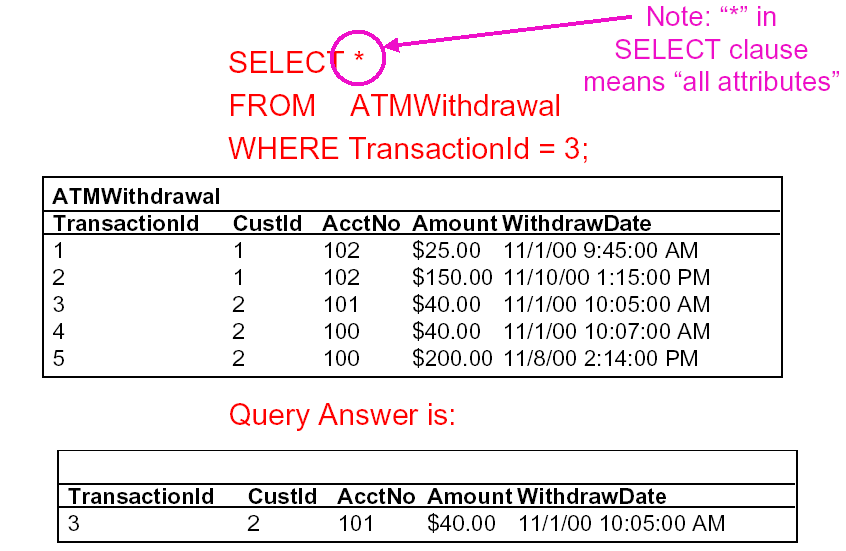 Note: “*” in
SELECT clause
means “all attributes”
SELECT *
FROM ATMWithdrawal
WHERE TransactionId = 3;
ATMWithdrawal
TransactionId CustId AcctNo Amount WithdrawDate
1 1 102 $25.00 11/1/00 9:45:00 AM
2 1 102 $150.00 11/10/00 1:15:00 PM
3 2 101 $40.00 11/1/00 10:05:00 AM
4 2 100 $40.00 11/1/00 10:07:00 AM
5 2 100 $200.00 11/8/00 2:14:00 PM
Query Answer is:
TransactionId CustId AcctNo Amount WithdrawDate
3 2 101 $40.00 11/1/00 10:05:00 AM